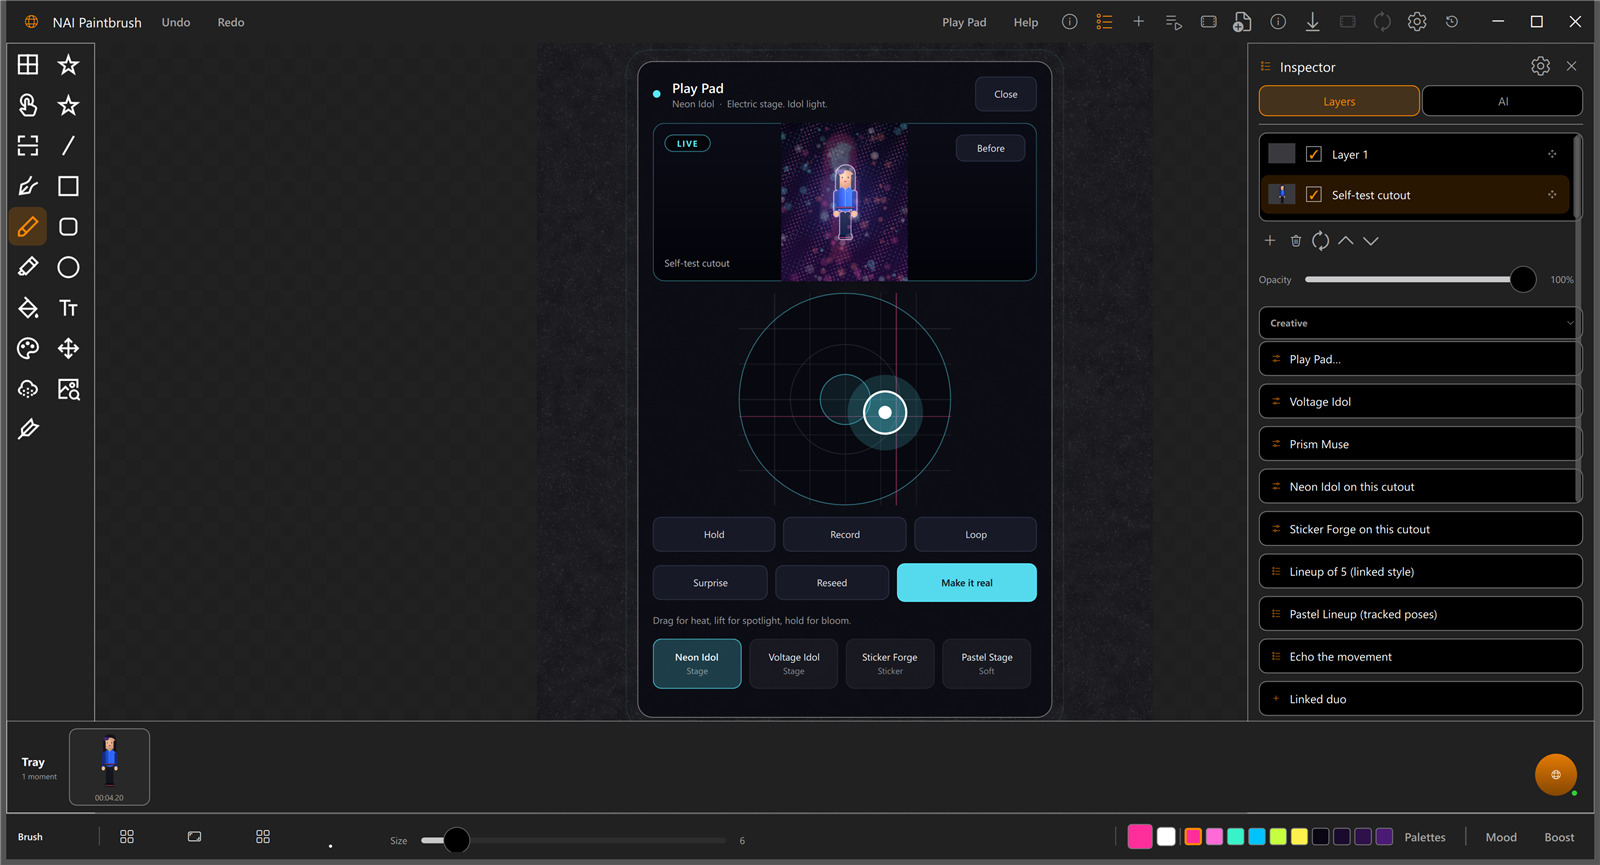 NAI Paintbrush
Undo
Redo
Play Pad
Help
Play Pad
Neon Idol · Electric stage. Idol light.
Close
LIVE
Before
Self-test cutout
Hold
Record
Loop
Surprise
Reseed
Make it real
Drag for heat, lift for spotlight, hold for bloom.
Neon Idol
Stage
Voltage Idol
Stage
Sticker Forge
Sticker
Pastel Stage
Soft
Inspector
Layers
AI
Layer 1
Self-test cutout
Opacity
100%
Creative
Play Pad...
Voltage Idol
Prism Muse
Neon Idol on this cutout
Sticker Forge on this cutout
Lineup of 5 (linked style)
Pastel Lineup (tracked poses)
Echo the movement
Linked duo
Tray
1 moment
00:04.20
Brush
Size
6
Palettes
Mood
Boost